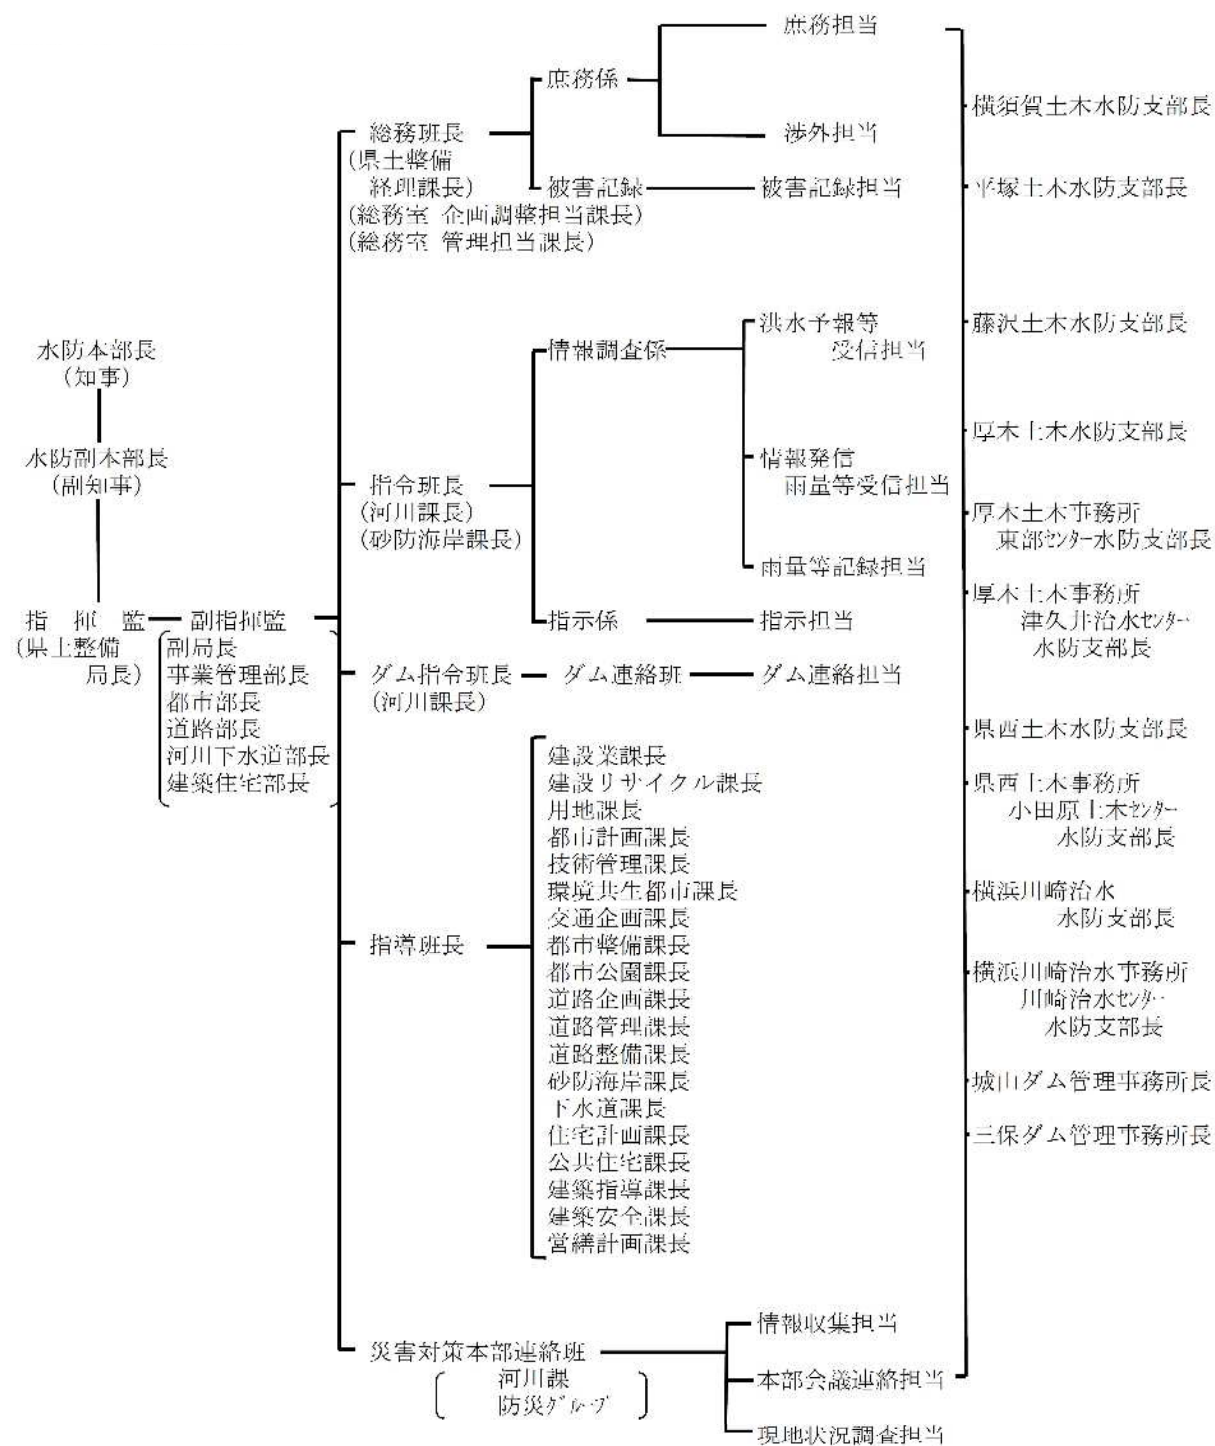 水防本部長
(知事)
水防副本部長
(副知事)
指 揮 監
(県土整備
局長)
副指揮監
副局長
事業管理部長
都市部長
道路部長
河川下水道部長
建築住宅部長
総務班長
(県土整備
経理課長)
(総務室 企画調整担当課長)
(総務室 管理担当課長)
庶務係
庶務担当
渉外担当
被害記録
被害記録担当
指令班長
(河川課長)
(砂防海岸課長)
情報調査係
洪水予報等
受信担当
情報発信
雨量等受信担当
雨量等記録担当
指示係
指示担当
ダム指令班長
(河川課長)
ダム連絡班
ダム連絡担当
指導班長
建設業課長
建設リサイクル課長
用地課長
都市計画課長
技術管理課長
環境共生都市課長
交通企画課長
都市整備課長
都市公園課長
道路企画課長
道路管理課長
道路整備課長
砂防海岸課長
下水道課長
住宅計画課長
公共住宅課長
建築指導課長
建築安全課長
営繕計画課長
災害対策本部連絡班
河川課
防災グループ
情報収集担当
本部会議連絡担当
現地状況調査担当
横須賀土木水防支部長
平塚土木水防支部長
藤沢土木水防支部長
厚木土木水防支部長
厚木土木事務所
東部センター水防支部長
厚木土木事務所
津久井治水センター
水防支部長
県西土木水防支部長
県西土木事務所
小田原土木センター
水防支部長
横浜川崎治水
水防支部長
横浜川崎治水事務所
川崎治水センター
水防支部長
城山ダム管理事務所長
三保ダム管理事務所長